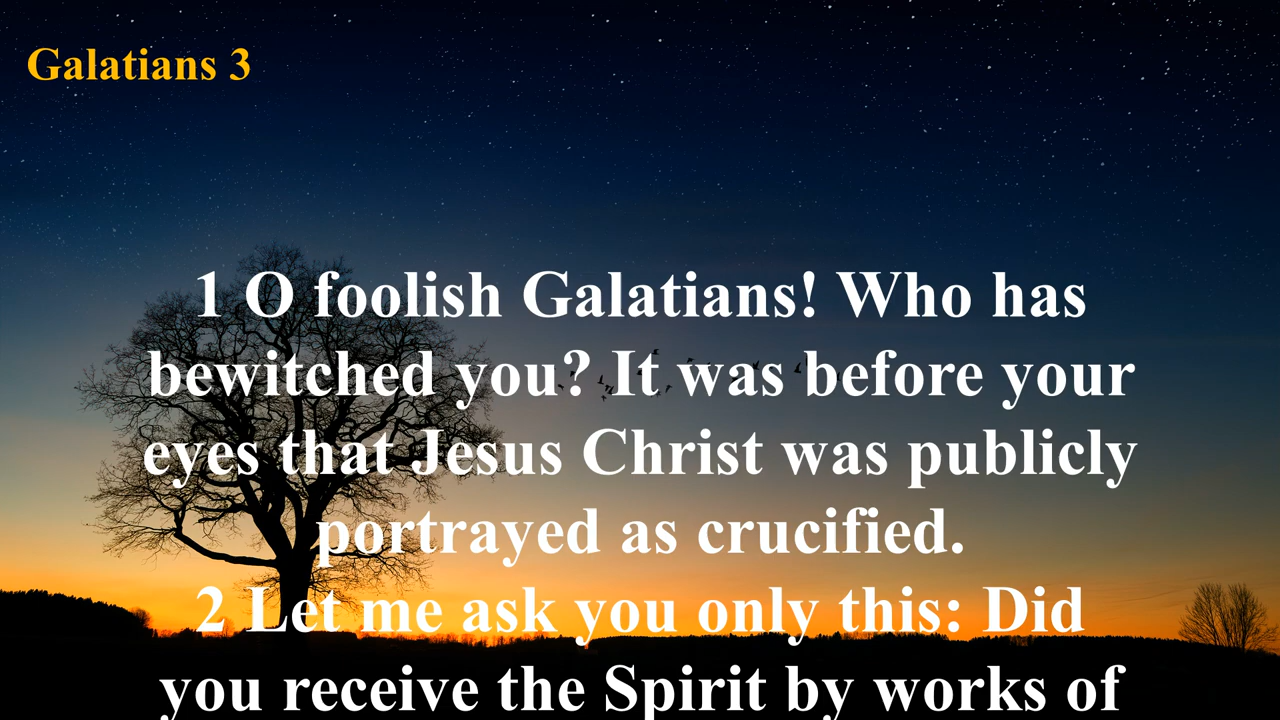 Galatians 3
1 O foolish Galatians! Who has
bewitched you? It was before your
eyes that Jesus Christ was publicly
portrayed as crucified.
2 Let me ask you only this: Did
you receive the Spirit by works of